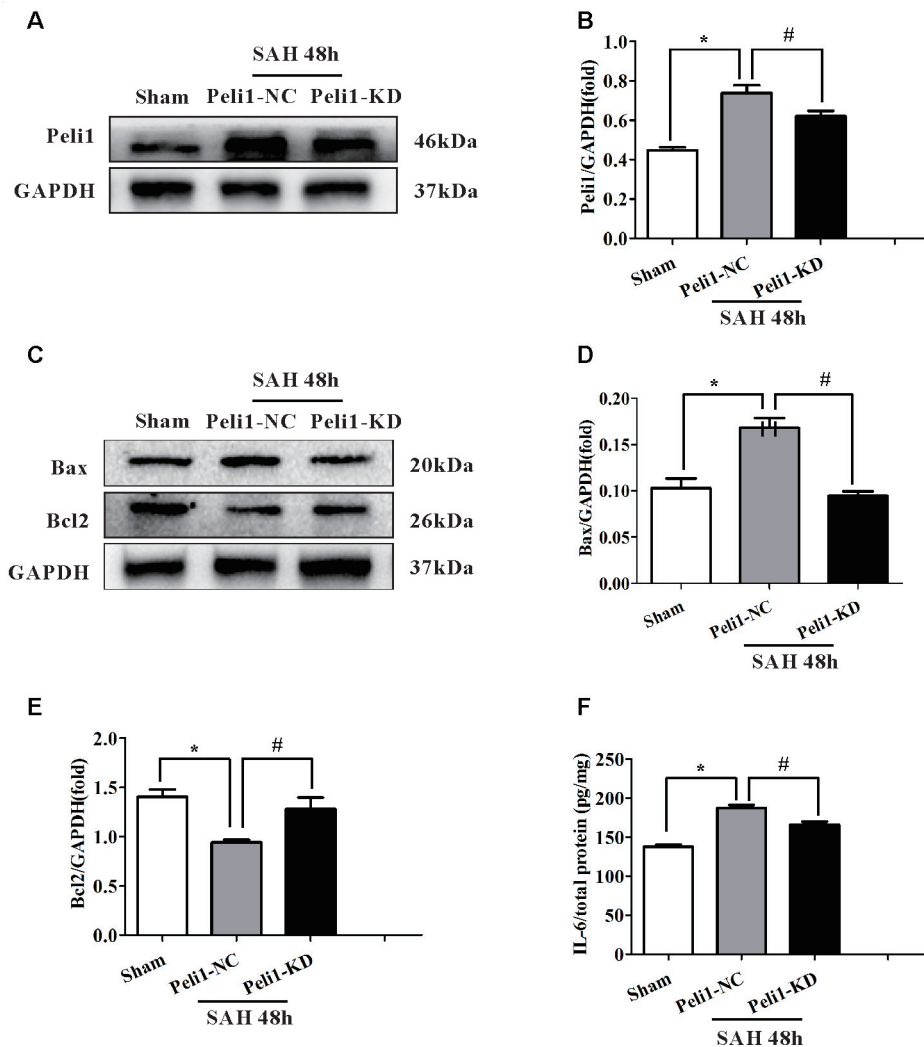 A
SAH 48h
Sham Peli1-NC Peli1-KD
Peli1 46kDa
GAPDH 37kDa
B
Peli1/GAPDH(fold)
1.0
0.8
0.6
0.4
0.2
0.0
* #
Sham Peli1-NC Peli1-KD
SAH 48h
C
SAH 48h
Sham Peli1-NC Peli1-KD
Bax 20kDa
Bcl2 26kDa
GAPDH 37kDa
D
Bax/GAPDH(fold)
0.20
0.15
0.10
0.05
0.00
* #
Sham Peli1-NC Peli1-KD
SAH 48h
E
Bcl2/GAPDH(fold)
2.0
1.5
1.0
0.5
0.0
* #
Sham Peli1-NC Peli1-KD
SAH 48h
F
IL-6/total protein (pg/mg)
250
200
150
100
50
0
* #
Sham Peli1-NC Peli1-KD
SAH 48h